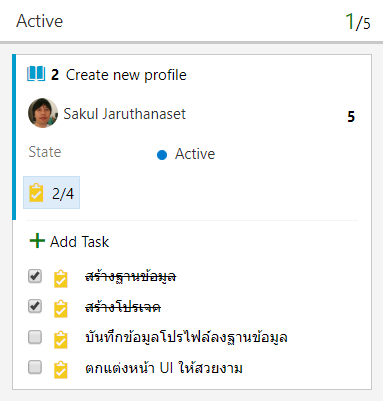 Active 1/5
2 Create new profile
Sakul Jaruthanaset 5
State Active
2/4
Add Task
สร้างฐานข้อมูล
สร้างโปรเจค
บันทึกข้อมูลโปรไฟล์ลงฐานข้อมูล
ตกแต่งหน้า UI ให้สวยงาม